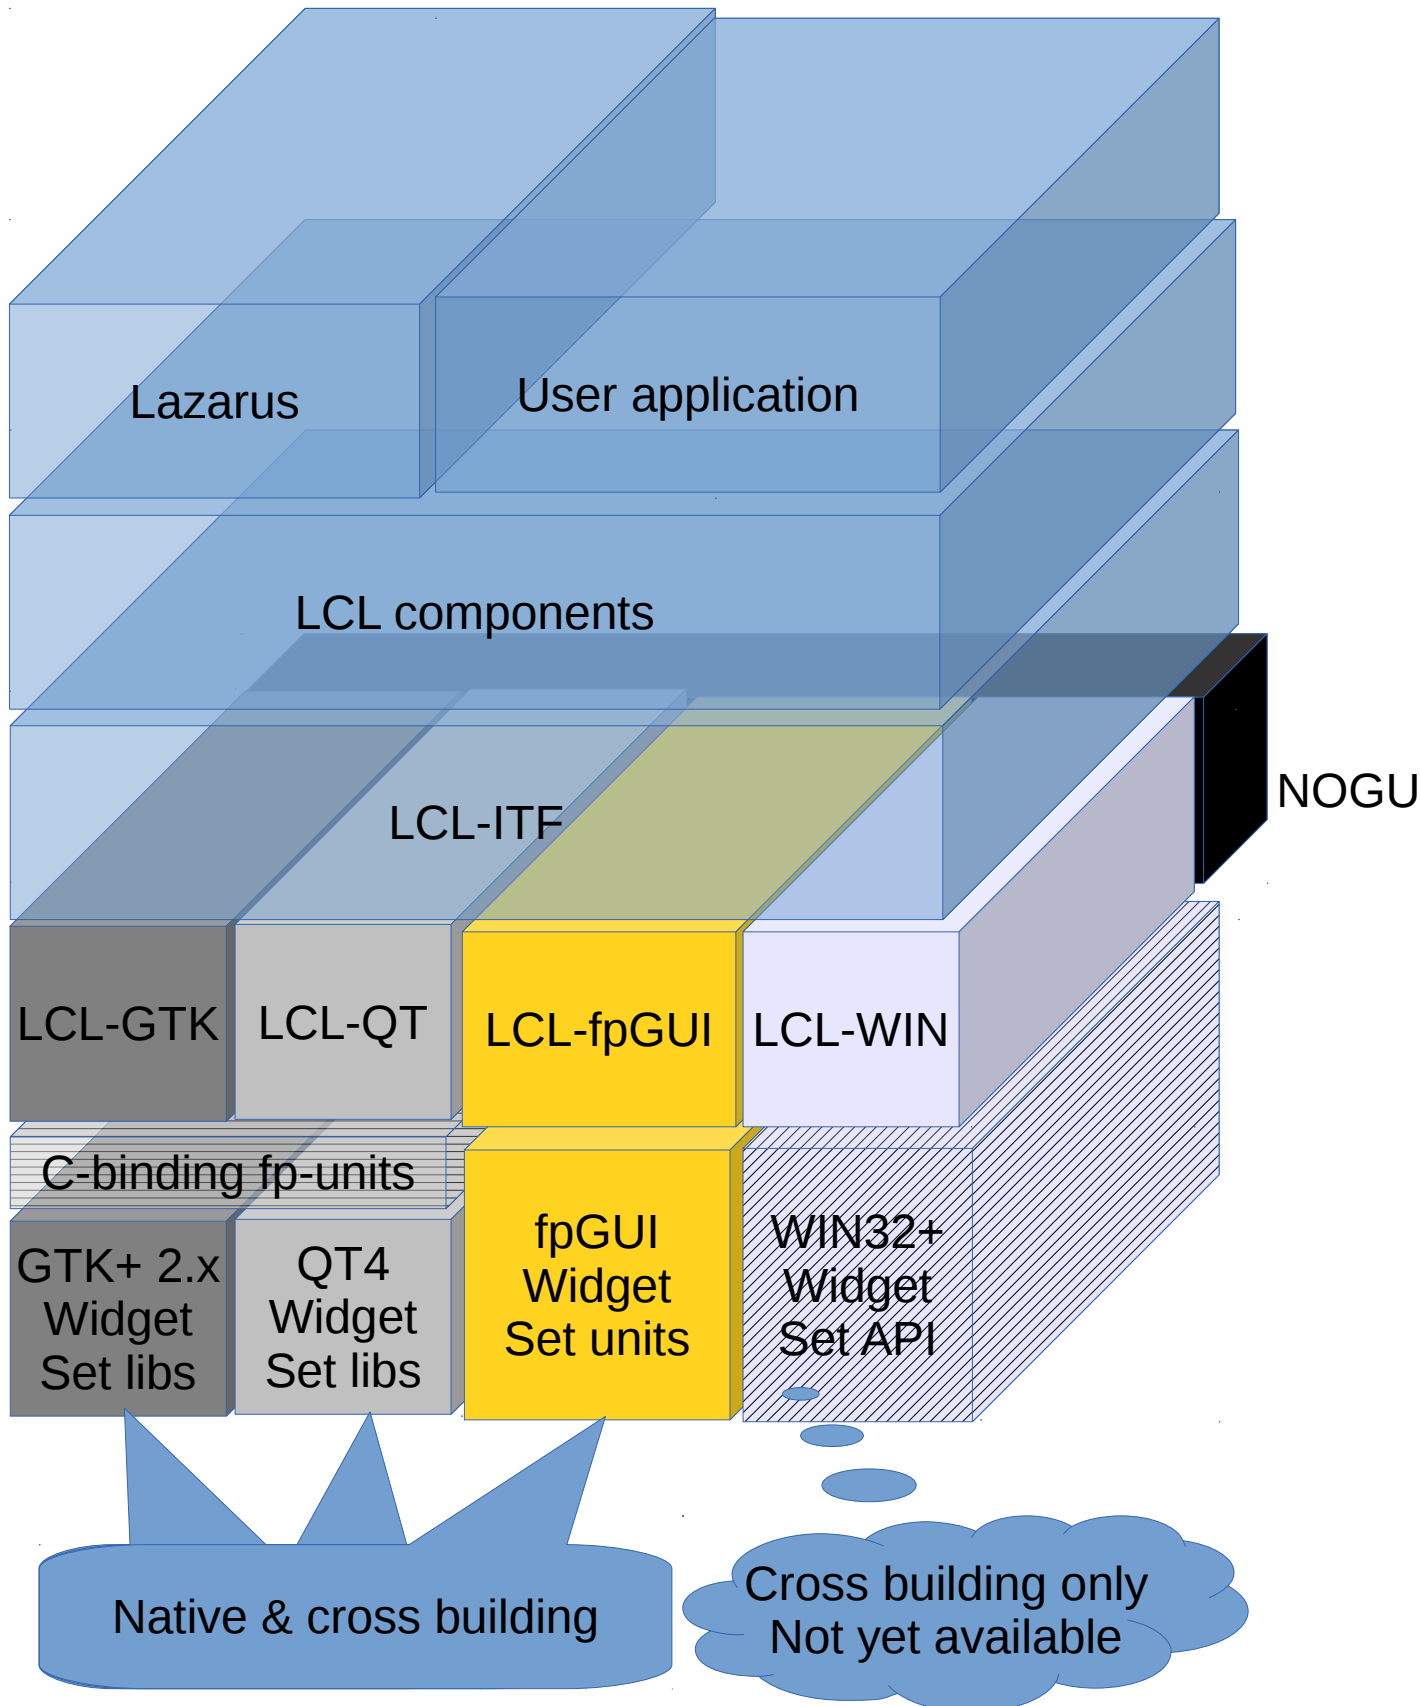 Lazarus
User application
LCL components
LCL-ITF
NOGU
LCL-GTK
LCL-QT
LCL-fpGUI
LCL-WIN
C-binding fp-units
GTK+ 2.x
Widget
Set libs
QT4
Widget
Set libs
fpGUI
Widget
Set units
WIN32+
Widget
Set API
Native & cross building
Cross building only
Not yet available